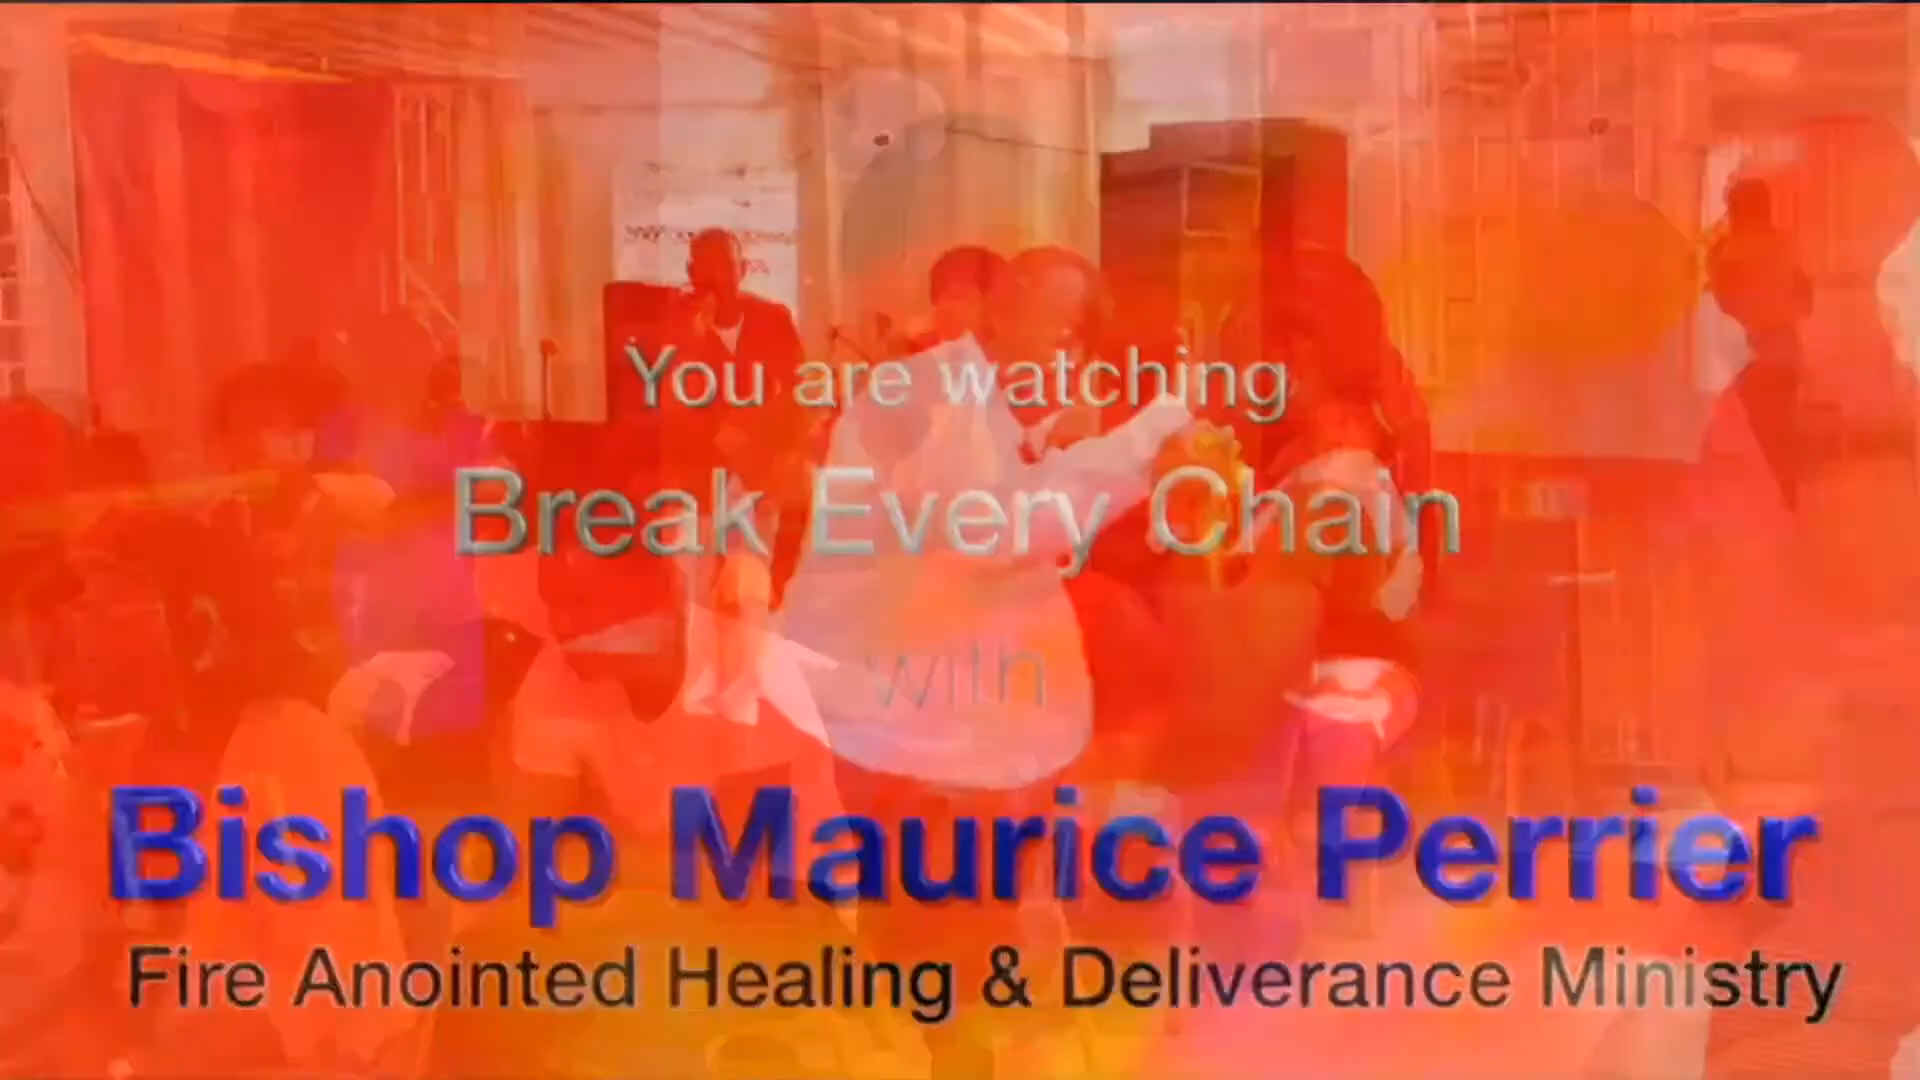 You are watching
Break Every Chain
with
Bishop Maurice Perrier
Fire Anointed Healing & Deliverance Ministry